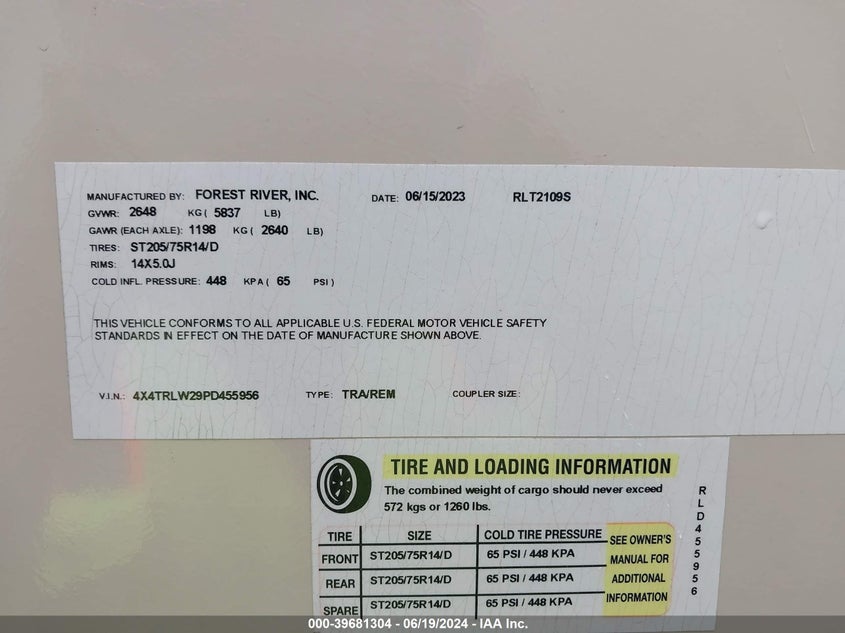 MANUFACTURED BY: FOREST RIVER, INC. DATE: 06/15/2023 RLT2109S
GVWR: 2648 KG ( 5837 LB)
GAWR (EACH AXLE): 1198 KG ( 2640 LB)
TIRES: ST205/75R14/D
RIMS: 14X5.0J
COLD INFL. PRESSURE: 448 KPA ( 65 PSI )
THIS VEHICLE CONFORMS TO ALL APPLICABLE U.S. FEDERAL MOTOR VEHICLE SAFETY
STANDARDS IN EFFECT ON THE DATE OF MANUFACTURE SHOWN ABOVE.
V.I.N.: 4X4TRLW29PD455956 TYPE: TRA/REM COUPLER SIZE:
TIRE AND LOADING INFORMATION
The combined weight of cargo should never exceed
572 kgs or 1260 lbs.
TIRE SIZE COLD TIRE PRESSURE
FRONT ST205/75R14/D 65 PSI / 448 KPA
REAR ST205/75R14/D 65 PSI / 448 KPA
SPARE ST205/75R14/D 65 PSI / 448 KPA
SEE OWNER'S
MANUAL FOR
ADDITIONAL
INFORMATION
RLD455956
000-39681304 - 06/19/2024 - IAA Inc.